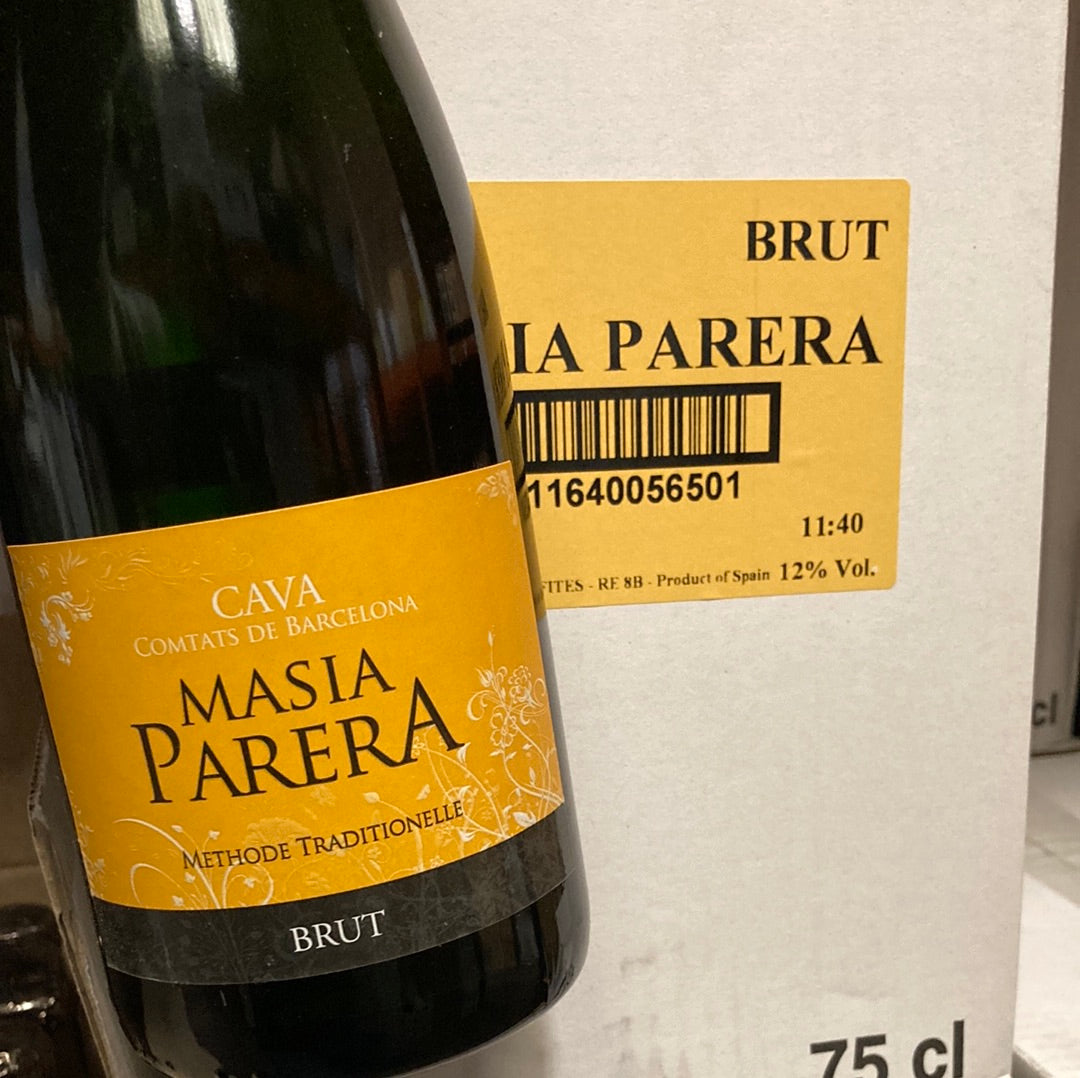 CAVA
COMTATS DE BARCELONA
MASIA
PARERA
METHODE TRADITIONELLE
BRUT
BRUT
IA PARERA
11640056501
11:40
FITES - RE 8B - Product of Spain 12% Vol.
75 cl
cl